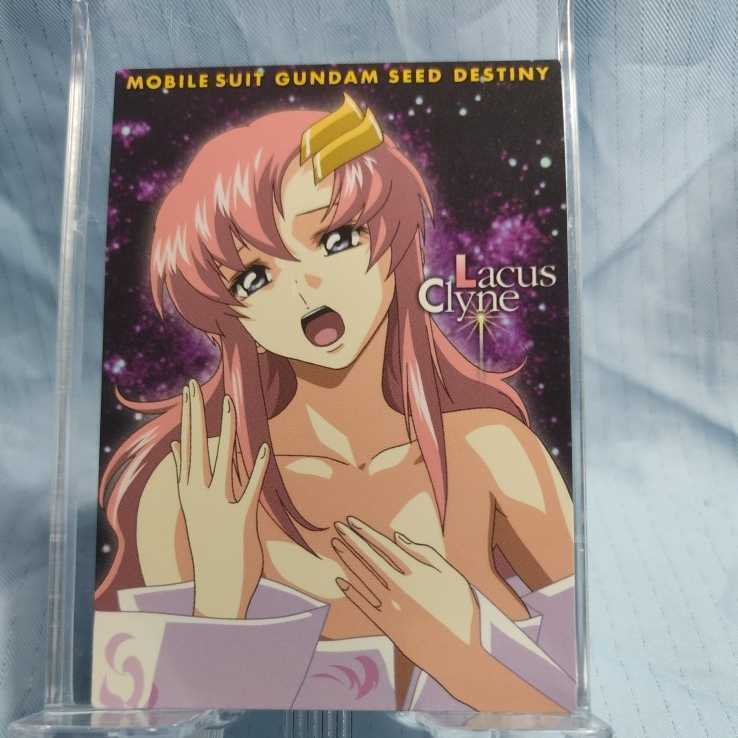 MOBILE SUIT GUNDAM SEED DESTINY
Lacus
Clyne